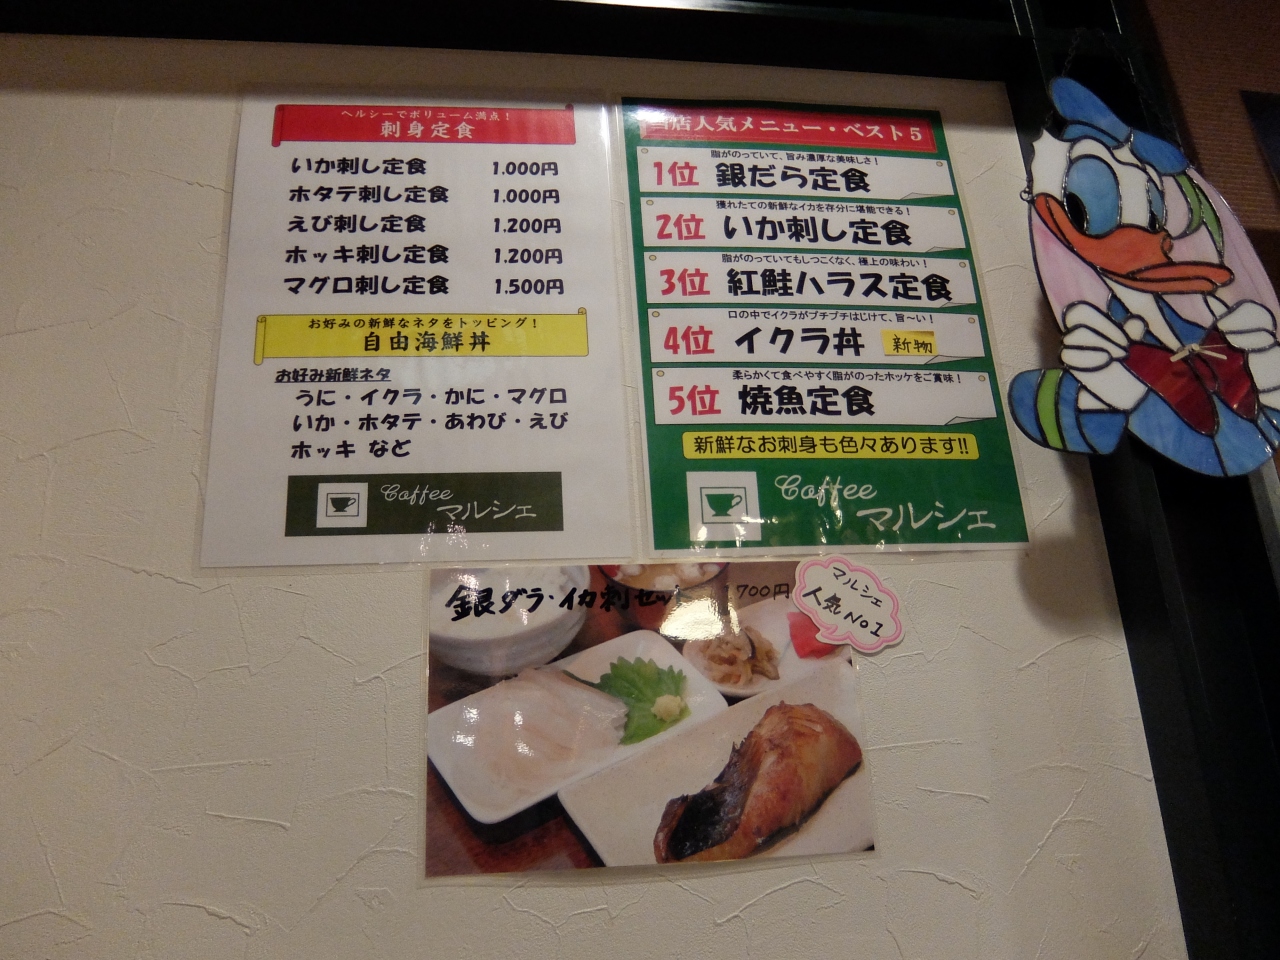 ヘルシーでボリューム満点！
刺身定食
いか刺し定食 1.000円
ホタテ刺し定食 1.000円
えび刺し定食 1.200円
ホッキ刺し定食 1.200円
マグロ刺し定食 1.500円
お好みの新鮮なネタをトッピング！
自由海鮮丼
お好み新鮮ネタ
うに・イクラ・かに・マグロ
いか・ホタテ・あわび・えび
ホッキ など
Coffee
マルシェ
当店人気メニュー・ベスト5
脂がのっていて、旨み濃厚な美味しさ！
1位 銀だら定食
獲れたての新鮮なイカを存分に堪能できる！
2位 いか刺し定食
脂がのっていてもしつこくなく、極上の味わい！
3位 紅鮭ハラス定食
口の中でイクラがプチプチはじけて、旨〜い！
4位 イクラ丼 新物
柔らかくて食べやすく脂がのったホッケをご賞味！
5位 焼魚定食
新鮮なお刺身も色々あります!!
Coffee
マルシェ
銀ダラ・イカ刺セット 700円
マルシェ
人気No1